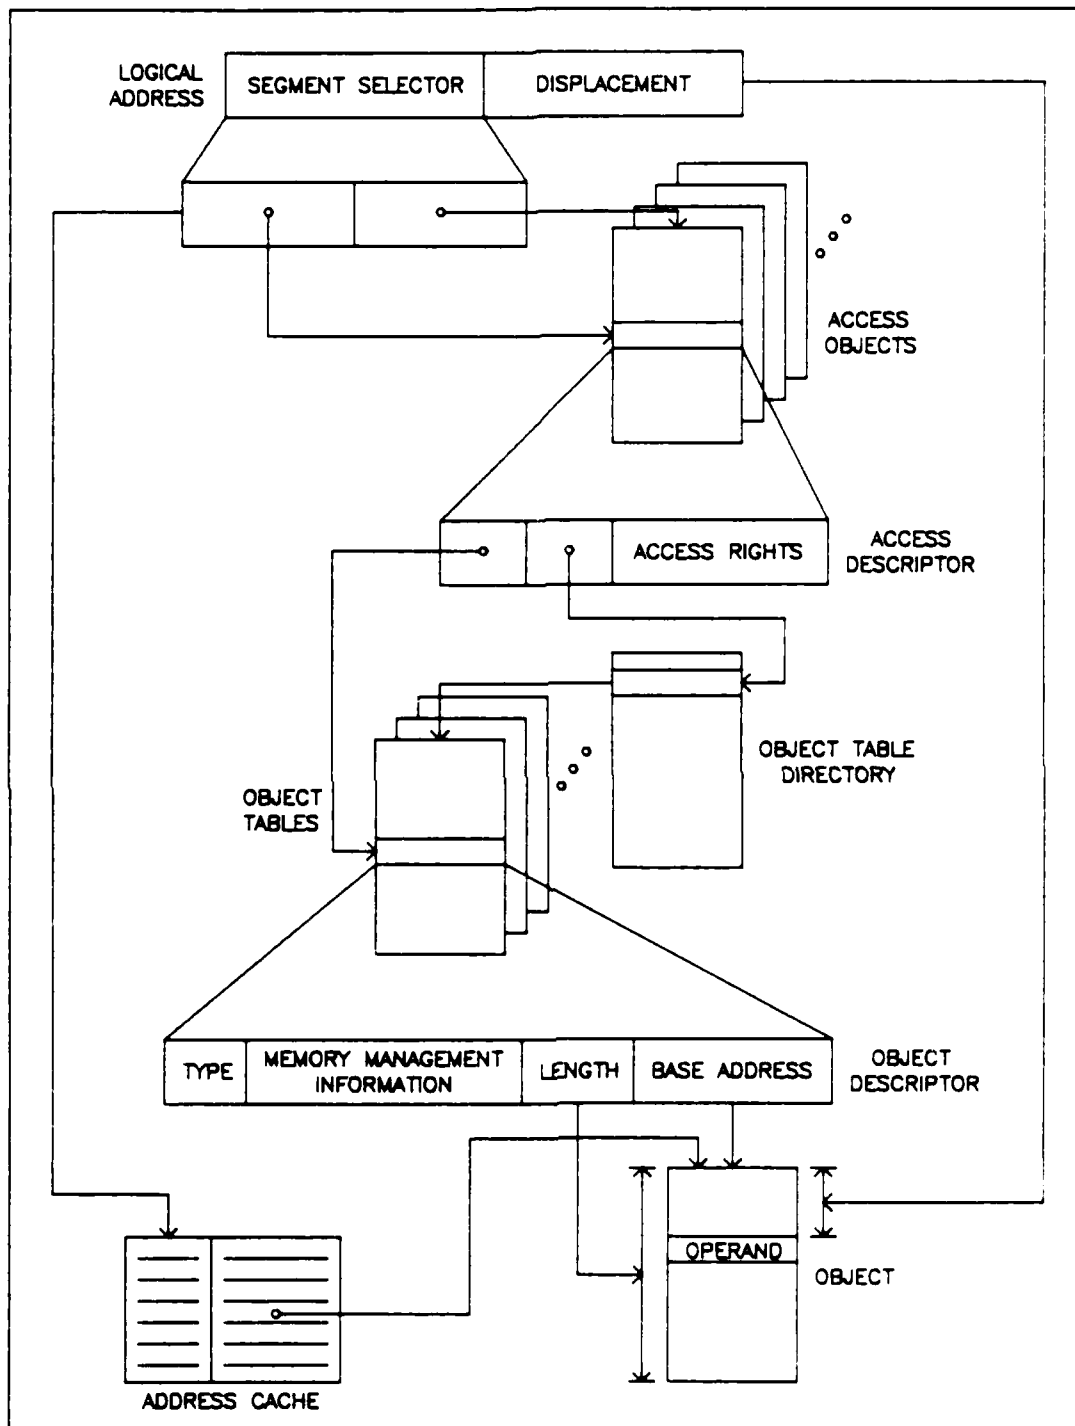 LOGICAL
ADDRESS
SEGMENT SELECTOR
DISPLACEMENT
ACCESS
OBJECTS
ACCESS RIGHTS
ACCESS
DESCRIPTOR
OBJECT TABLE
DIRECTORY
OBJECT
TABLES
TYPE
MEMORY MANAGEMENT
INFORMATION
LENGTH
BASE ADDRESS
OBJECT
DESCRIPTOR
OPERAND
OBJECT
ADDRESS CACHE